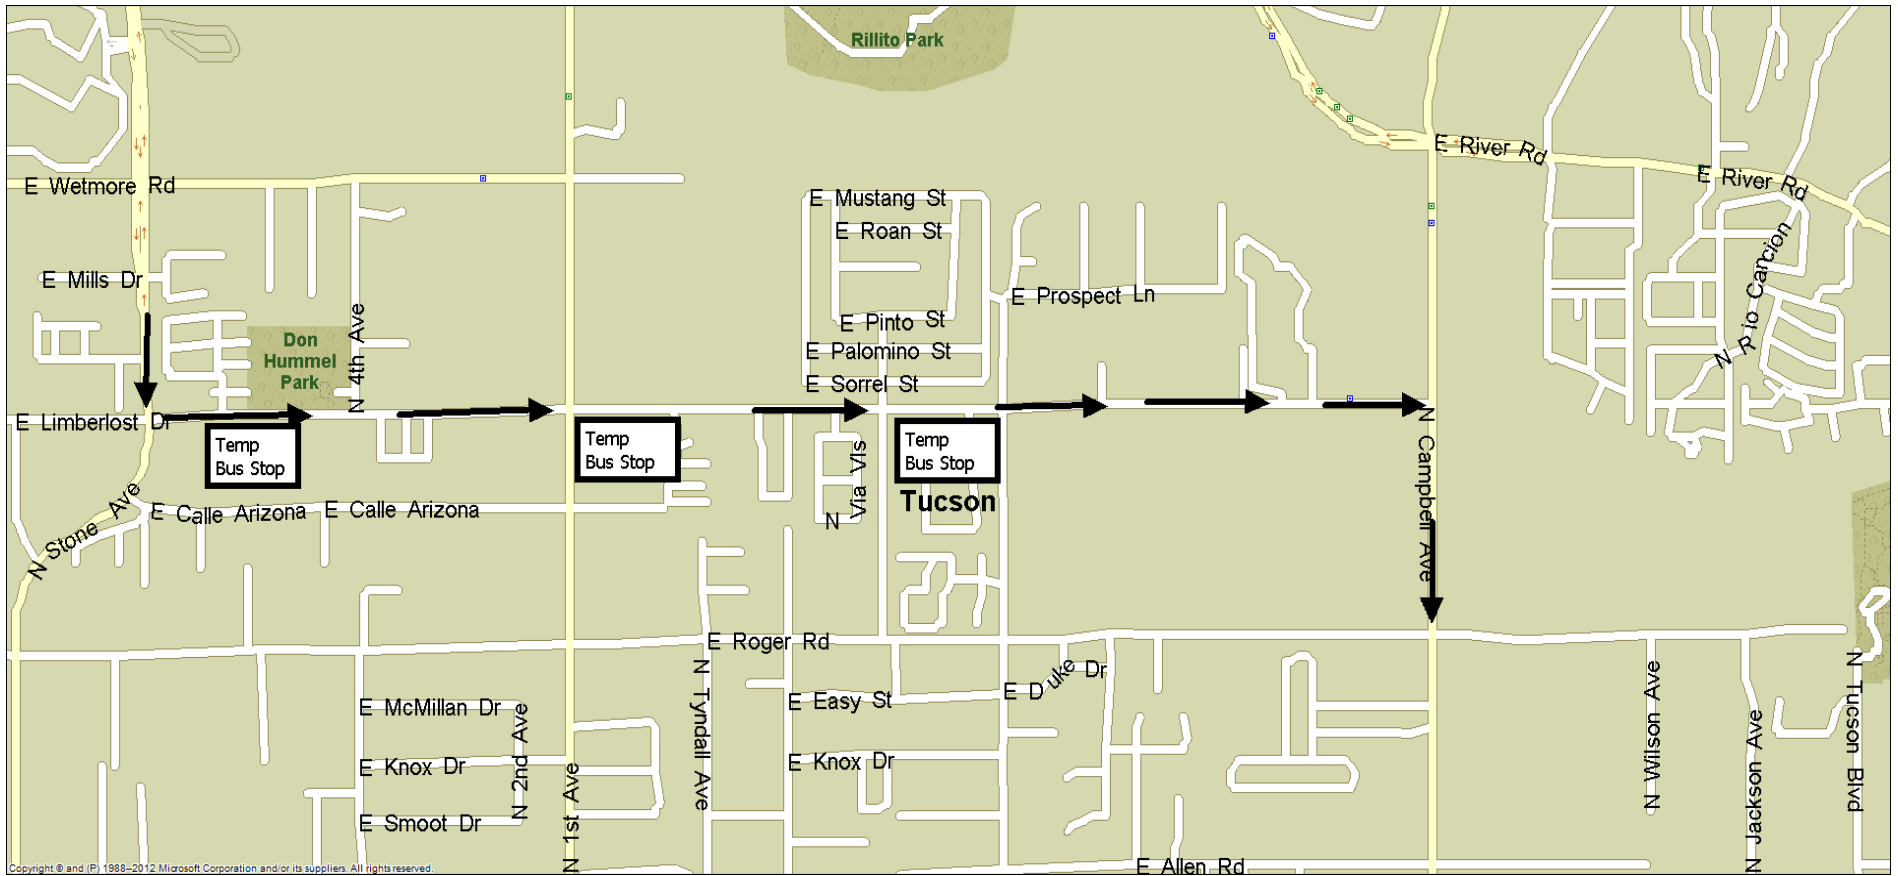 Rillito Park
E River Rd
E River Rd
E Wetmore Rd
E Mustang St
E Roan St
N Rio Cancion
E Mills Dr
E Prospect Ln
N 4th Ave
E Pinto St
Don
Hummel
Park
E Palomino St
E Sorrel St
E Limberlost Dr
Temp
Bus Stop
Temp
Bus Stop
Temp
Bus Stop
N Campbell Ave
N Via Vis
Tucson
N Stone Ave
E Calle Arizona
E Calle Arizona
E Roger Rd
N Tyndall Ave
E Duke Dr
E Easy St
E McMillan Dr
N 2nd Ave
N Wilson Ave
N Jackson Ave
N Tucson Blvd
E Knox Dr
E Knox Dr
N 1st Ave
E Smoot Dr
E Allen Rd
Copyright © and (P) 1988–2012 Microsoft Corporation and/or its suppliers. All rights reserved.